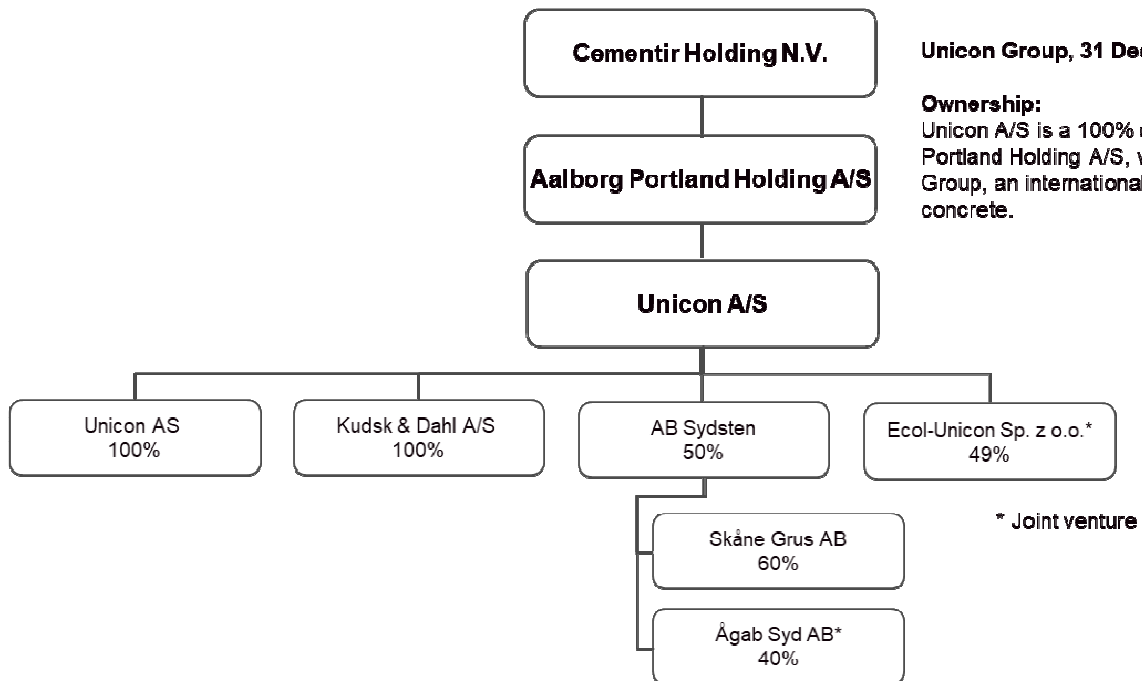 Cementir Holding N.V.
Unicon Group, 31
Ownership:
Unicon A/S is a 100%
Portland Holding A/S,
Group, an international
concrete.
Aalborg Portland Holding A/S
Unicon A/S
Unicon AS
100%
Kudsk & Dahl A/S
100%
AB Sydsten
50%
Ecol-Unicon Sp. z o.o.*
49%
* Joint venture
Skåne Grus AB
60%
Ågab Syd AB*
40%